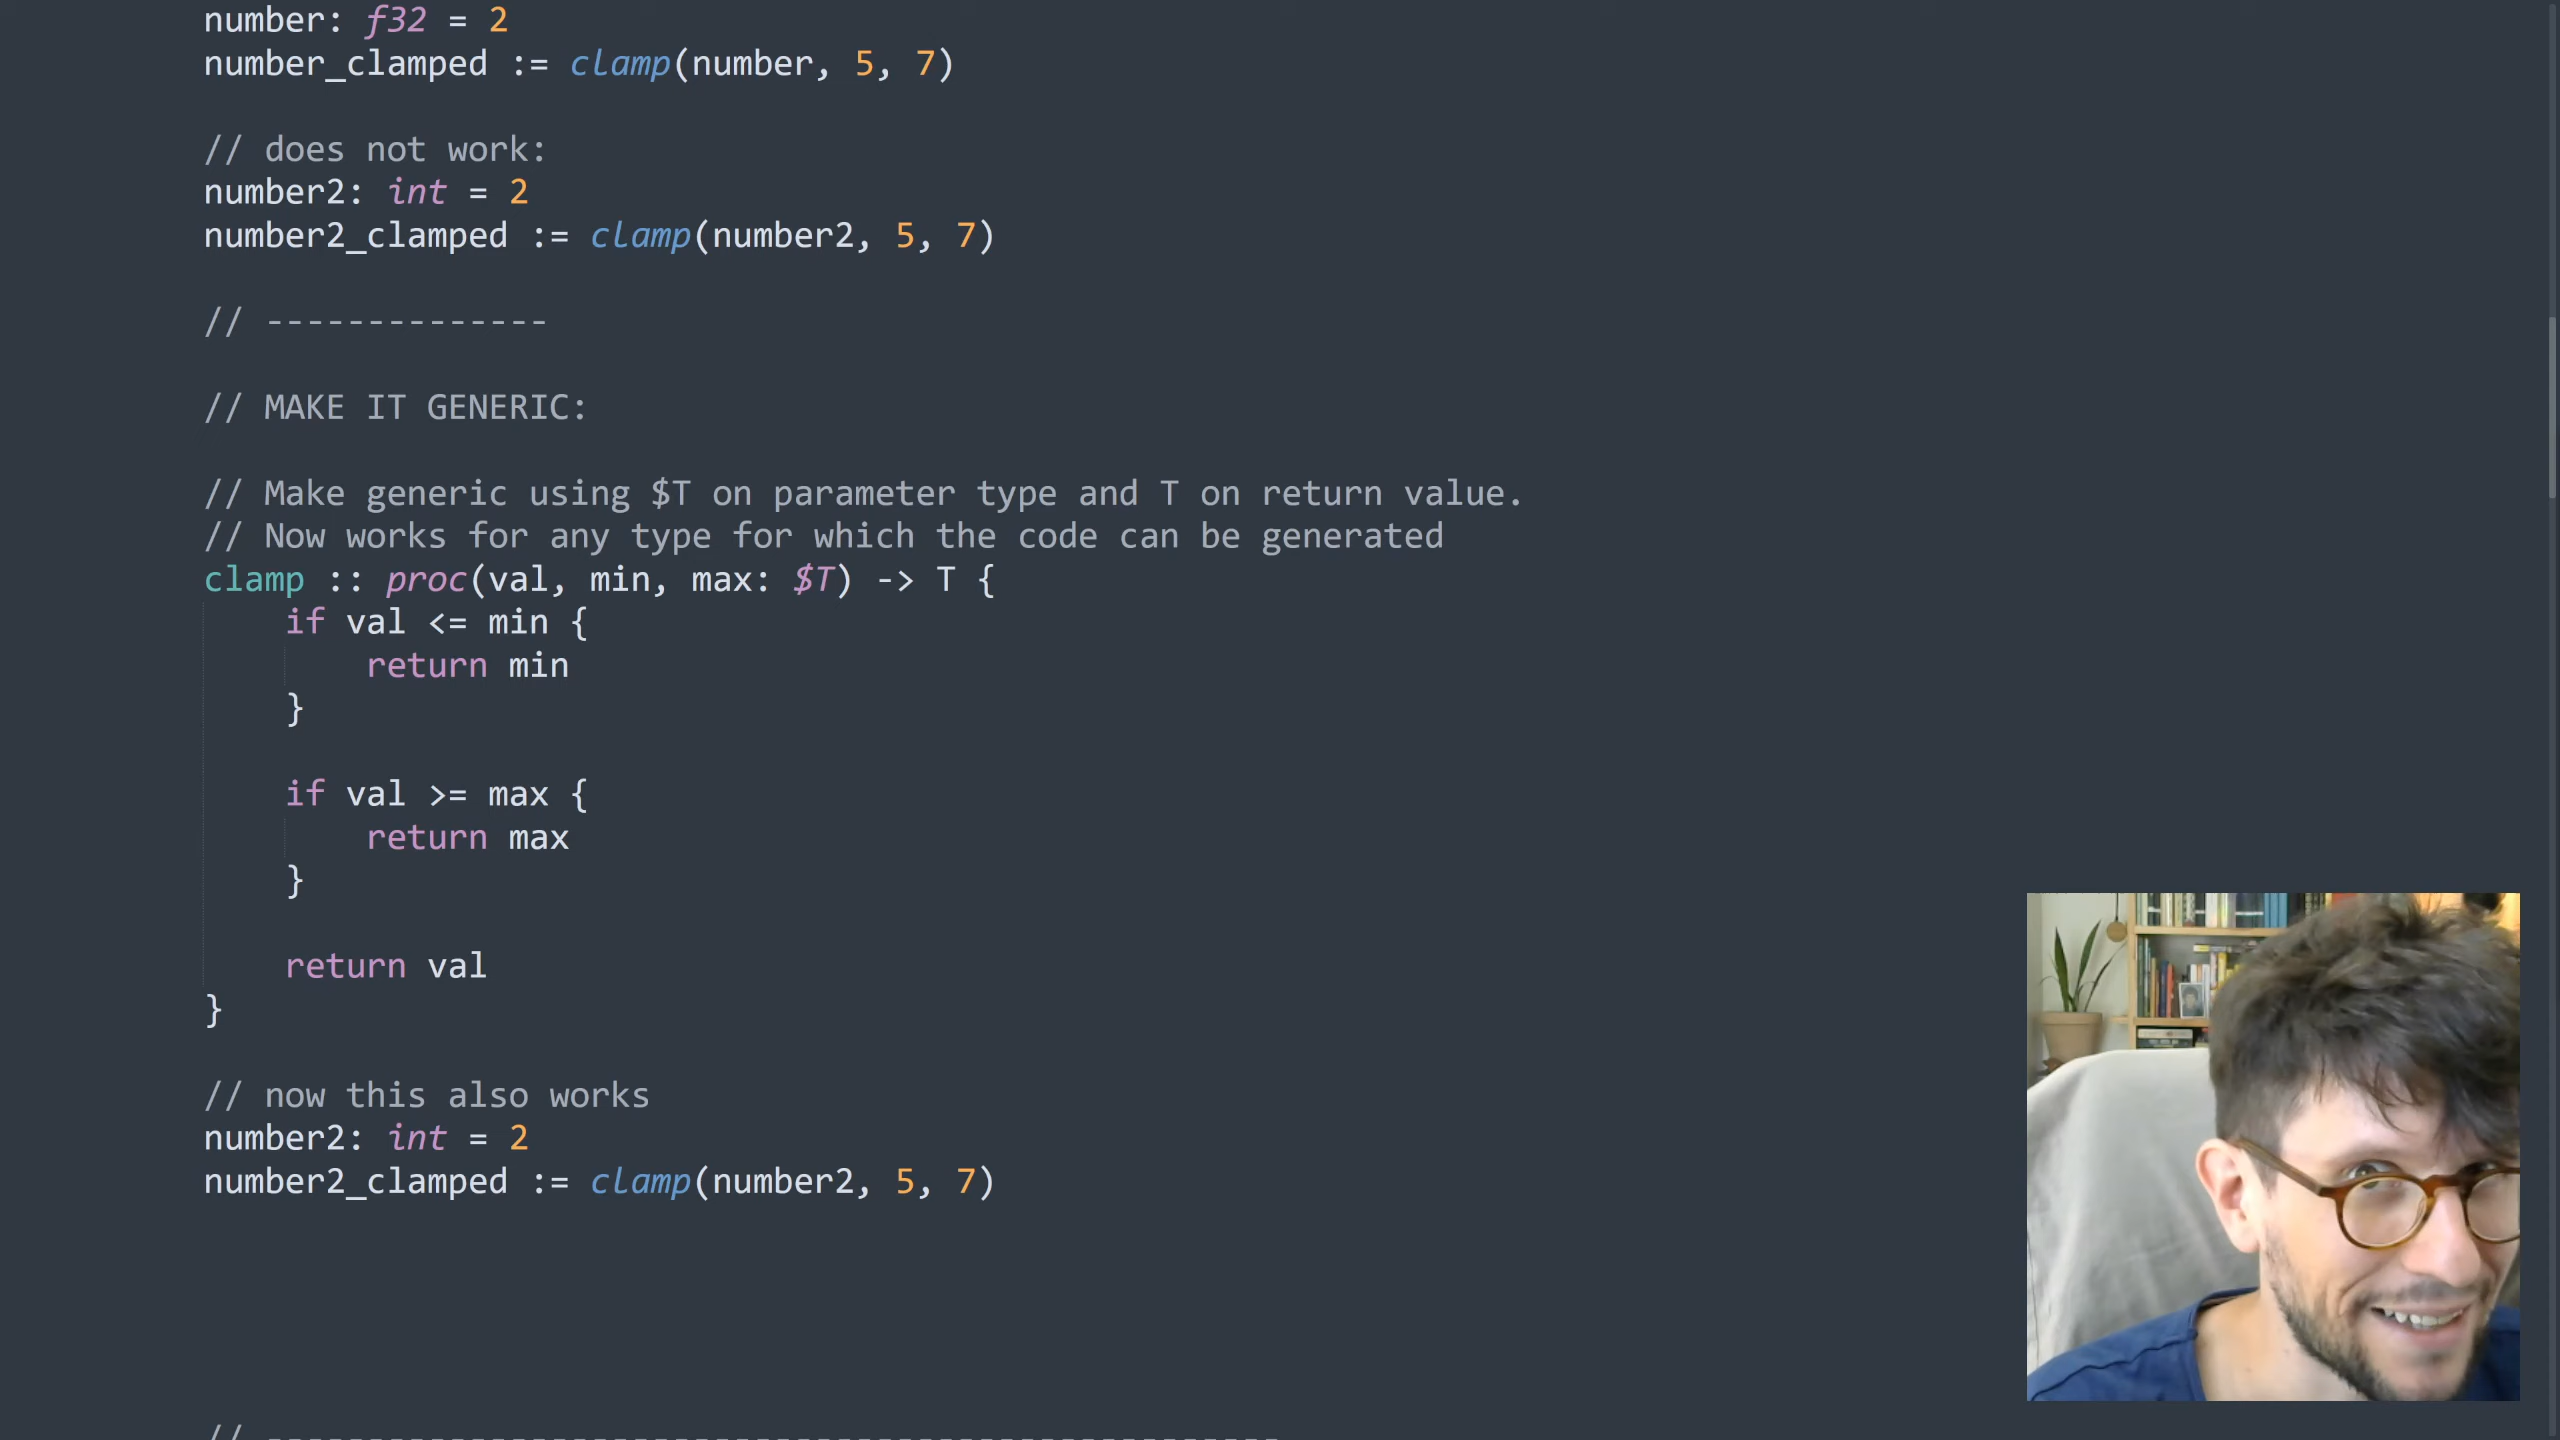 number: f32 = 2
number_clamped := clamp(number, 5, 7)
// does not work:
number2: int = 2
number2_clamped := clamp(number2, 5, 7)
// --------------
// MAKE IT GENERIC:
// Make generic using $T on parameter type and T on return value.
// Now works for any type for which the code can be generated
clamp :: proc(val, min, max: $T) -> T {
    if val <= min {
        return min
    }
    if val >= max {
        return max
    }
    return val
}
// now this also works
number2: int = 2
number2_clamped := clamp(number2, 5, 7)
// --------------------------------------------------